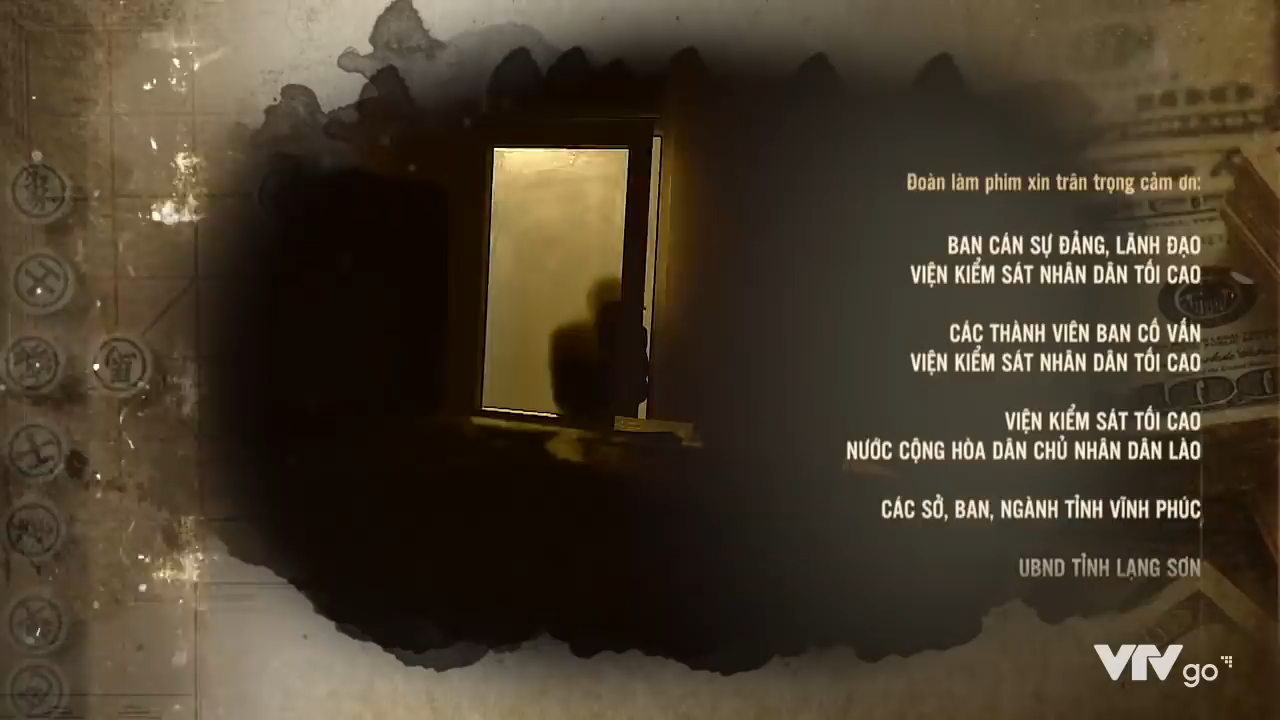 Đoàn làm phim xin trân trọng cảm ơn:
BAN CÁN SỰ ĐẢNG, LÃNH ĐẠO
VIỆN KIỂM SÁT NHÂN DÂN TỐI CAO
CÁC THÀNH VIÊN BAN CỐ VẤN
VIỆN KIỂM SÁT NHÂN DÂN TỐI CAO
VIỆN KIỂM SÁT TỐI CAO
NƯỚC CỘNG HÒA DÂN CHỦ NHÂN DÂN LÀO
CÁC SỞ, BAN, NGÀNH TỈNH VĨNH PHÚC
UBND TỈNH LẠNG SƠN
VTV go